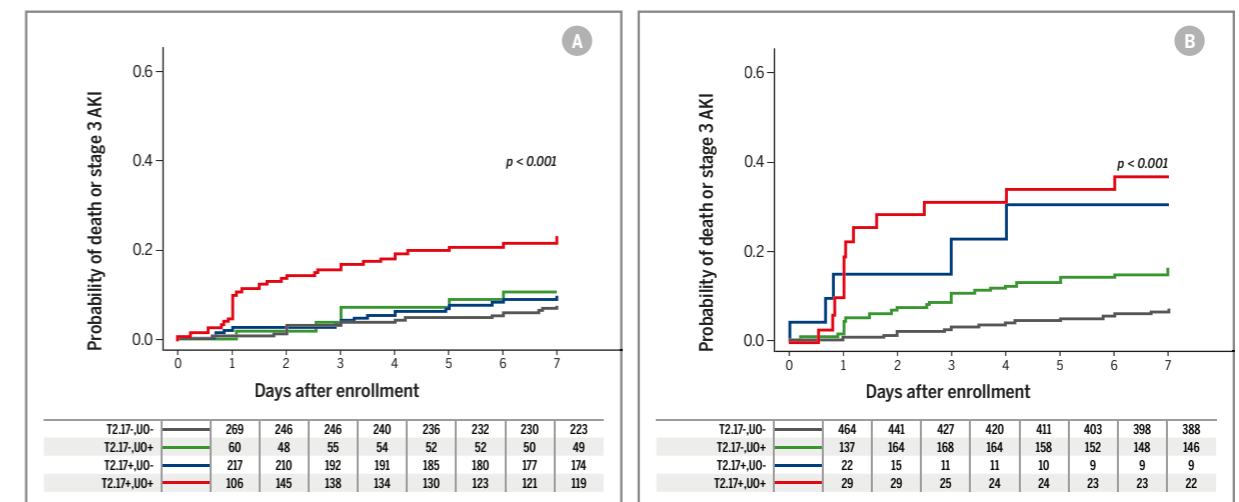 A
Probability of death or stage 3 AKI
0.6
0.4
0.2
0.0
p < 0.001
0 1 2 3 4 5 6 7
Days after enrollment
T2.17-,UO- 269 246 246 240 236 232 230 223
T2.17-,UO+ 60 48 55 54 52 52 50 49
T2.17+,UO- 217 210 192 191 185 180 177 174
T2.17+,UO+ 106 145 138 134 130 123 121 119
B
Probability of death or stage 3 AKI
0.6
0.4
0.2
0.0
p < 0.001
0 1 2 3 4 5 6 7
Days after enrollment
T2.17-,UO- 464 441 427 420 411 403 398 388
T2.17-,UO+ 137 164 168 164 158 152 148 146
T2.17+,UO- 22 15 11 11 10 9 9 9
T2.17+,UO+ 29 29 25 24 24 23 23 22